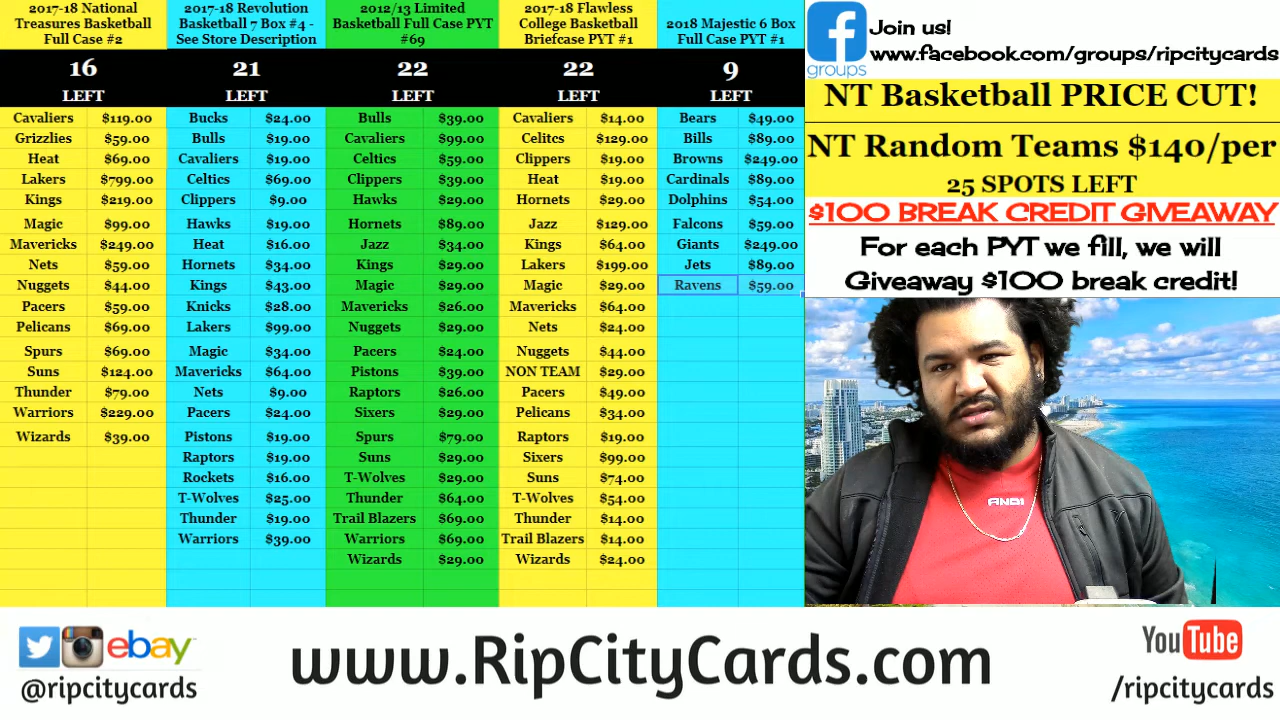 2017-18 National
Treasures Basketball
Full Case #2
16
LEFT
Cavaliers $119.00
Grizzlies $59.00
Heat $69.00
Lakers $799.00
Kings $219.00
Magic $99.00
Mavericks $249.00
Nets $59.00
Nuggets $44.00
Pacers $59.00
Pelicans $69.00
Spurs $69.00
Suns $124.00
Thunder $79.00
Warriors $229.00
Wizards $39.00
2017-18 Revolution
Basketball 7 Box #4 -
See Store Description
21
LEFT
Bucks $24.00
Bulls $19.00
Cavaliers $19.00
Celtics $69.00
Clippers $9.00
Hawks $19.00
Heat $16.00
Hornets $34.00
Kings $43.00
Knicks $28.00
Lakers $99.00
Magic $34.00
Mavericks $64.00
Nets $9.00
Pacers $24.00
Pistons $19.00
Raptors $19.00
Rockets $16.00
T-Wolves $25.00
Thunder $19.00
Warriors $39.00
2012/13 Limited
Basketball Full Case PYT
#69
22
LEFT
Bulls $39.00
Cavaliers $99.00
Celtics $59.00
Clippers $39.00
Hawks $29.00
Hornets $89.00
Jazz $34.00
Kings $29.00
Magic $29.00
Mavericks $26.00
Nuggets $29.00
Pacers $24.00
Pistons $39.00
Raptors $26.00
Sixers $29.00
Spurs $79.00
Suns $29.00
T-Wolves $29.00
Thunder $64.00
Trail Blazers $69.00
Warriors $69.00
Wizards $29.00
2017-18 Flawless
College Basketball
Briefcase PYT #1
22
LEFT
Cavaliers $14.00
Celitcs $129.00
Clippers $19.00
Heat $19.00
Hornets $29.00
Jazz $129.00
Kings $64.00
Lakers $199.00
Magic $29.00
Mavericks $64.00
Nets $24.00
Nuggets $44.00
NON TEAM $29.00
Pacers $49.00
Pelicans $34.00
Raptors $19.00
Sixers $99.00
Suns $74.00
T-Wolves $54.00
Thunder $14.00
Trail Blazers $14.00
Wizards $24.00
2018 Majestic 6 Box
Full Case PYT #1
9
LEFT
Bears $49.00
Bills $89.00
Browns $249.00
Cardinals $89.00
Dolphins $54.00
Falcons $59.00
Giants $249.00
Jets $89.00
Ravens $59.00
groups
Join us!
www.facebook.com/groups/ripcitycards
NT Basketball PRICE CUT!
NT Random Teams $140/per
25 SPOTS LEFT
$100 BREAK CREDIT GIVEAWAY
For each PYT we fill, we will
Giveaway $100 break credit!
AND1
ebay
@ripcitycards
www.RipCityCards.com
YouTube
/ripcitycards